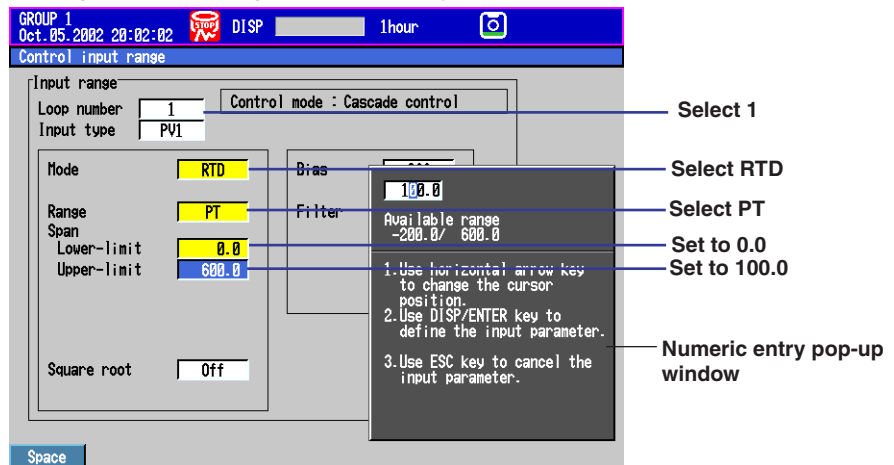 GROUP 1
Oct.05.2002 20:02:02
STOP
DISP
1hour
Control input range
Input range
Control mode : Cascade control
Loop number 1
Input type PV1
Select 1
Mode RTD
Bias
Select RTD
100.0
Range PT
Filter
Select PT
Available range
-200.0/ 600.0
Span
Lower-limit 0.0
Set to 0.0
Upper-limit 600.0
Set to 100.0
1.Use horizontal arrow key
to change the cursor
position.
2.Use DISP/ENTER key to
define the input parameter.
3.Use ESC key to cancel the
input parameter.
Numeric entry pop-up
window
Square root Off
Space